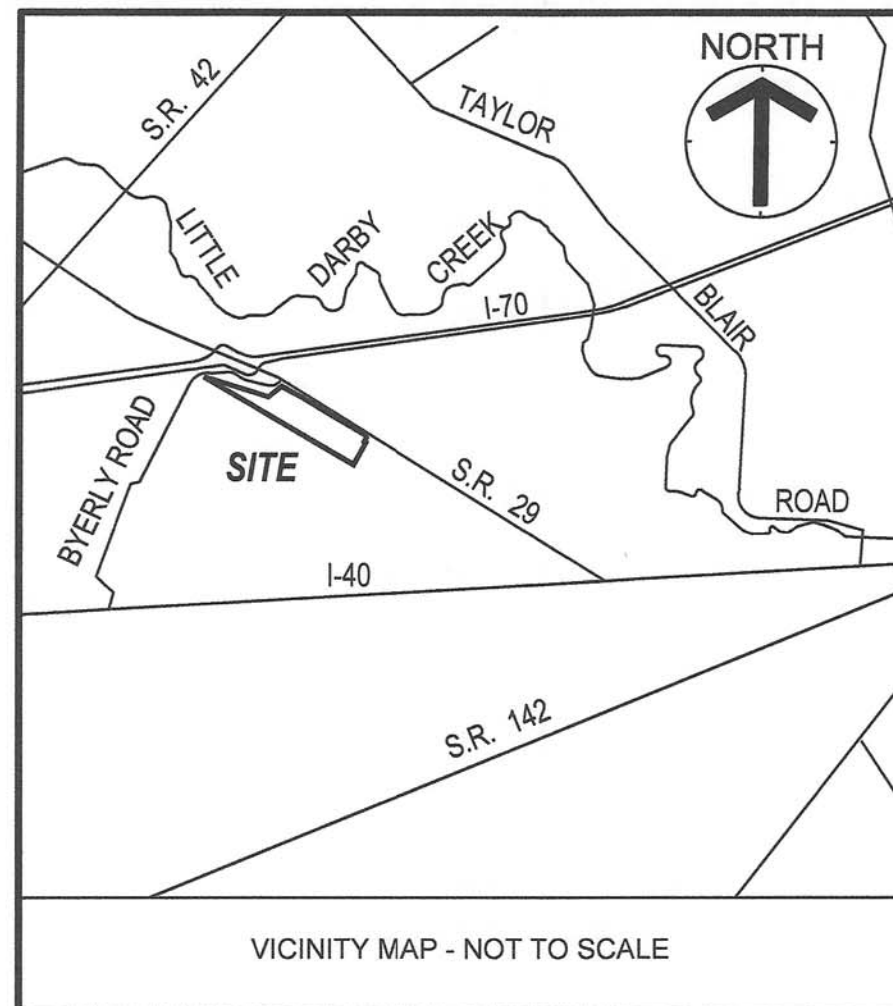 NORTH
S.R. 42
TAYLOR
LITTLE
DARBY
CREEK
I-70
BLAIR
BYERLY ROAD
SITE
S.R. 29
ROAD
I-40
S.R. 142
VICINITY MAP - NOT TO SCALE